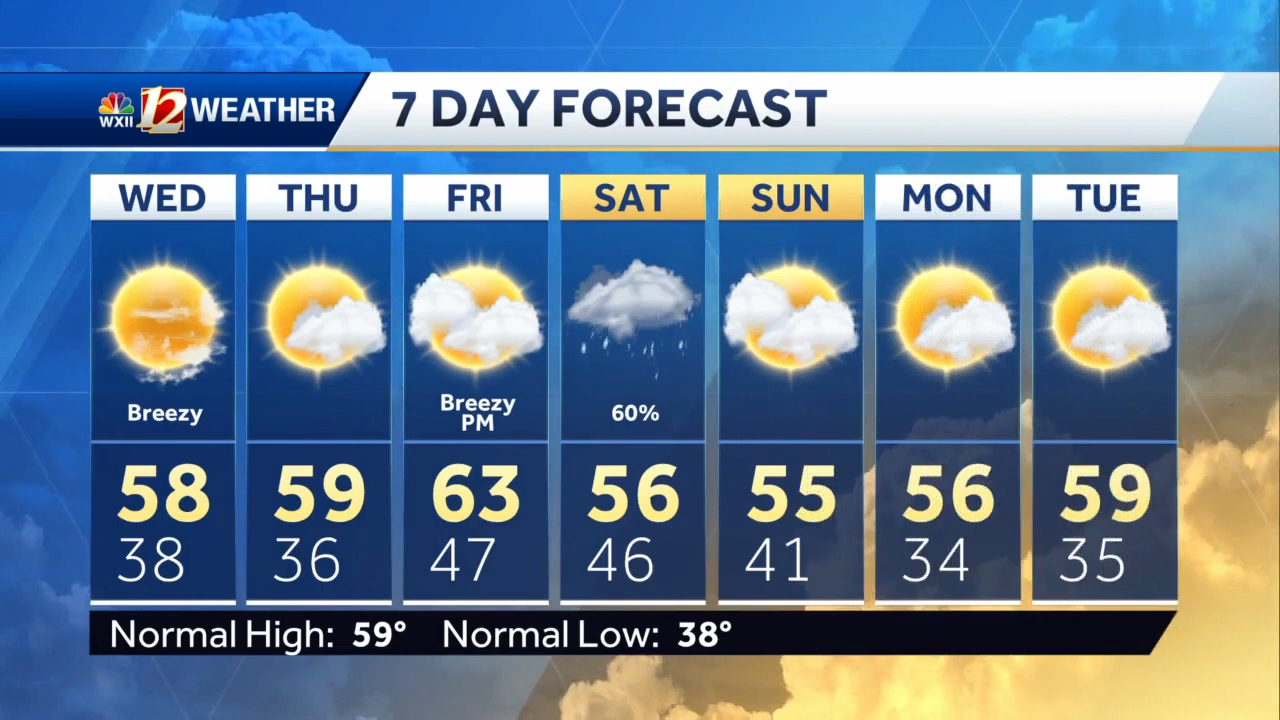 WXII 12 WEATHER
7 DAY FORECAST
WED THU FRI SAT SUN MON TUE
Breezy
Breezy
PM
60%
58 59 63 56 55 56 59
38 36 47 46 41 34 35
Normal High: 59° Normal Low: 38°